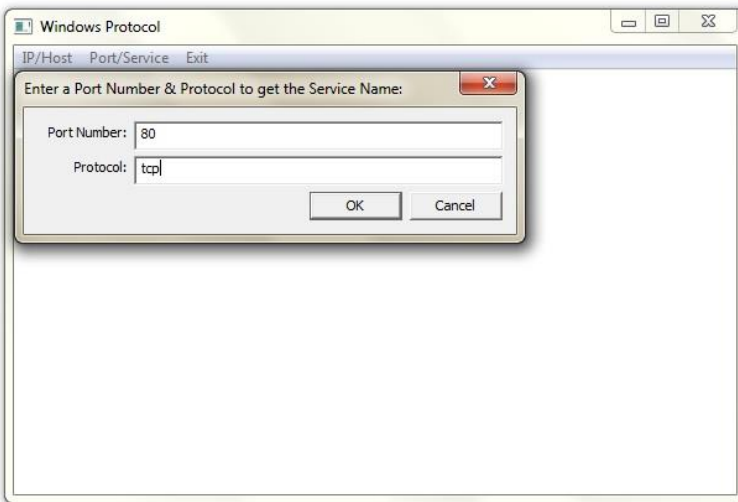 Windows Protocol
IP/Host Port/Service Exit
Enter a Port Number & Protocol to get the Service Name:
Port Number: 80
Protocol: tcp
OK Cancel